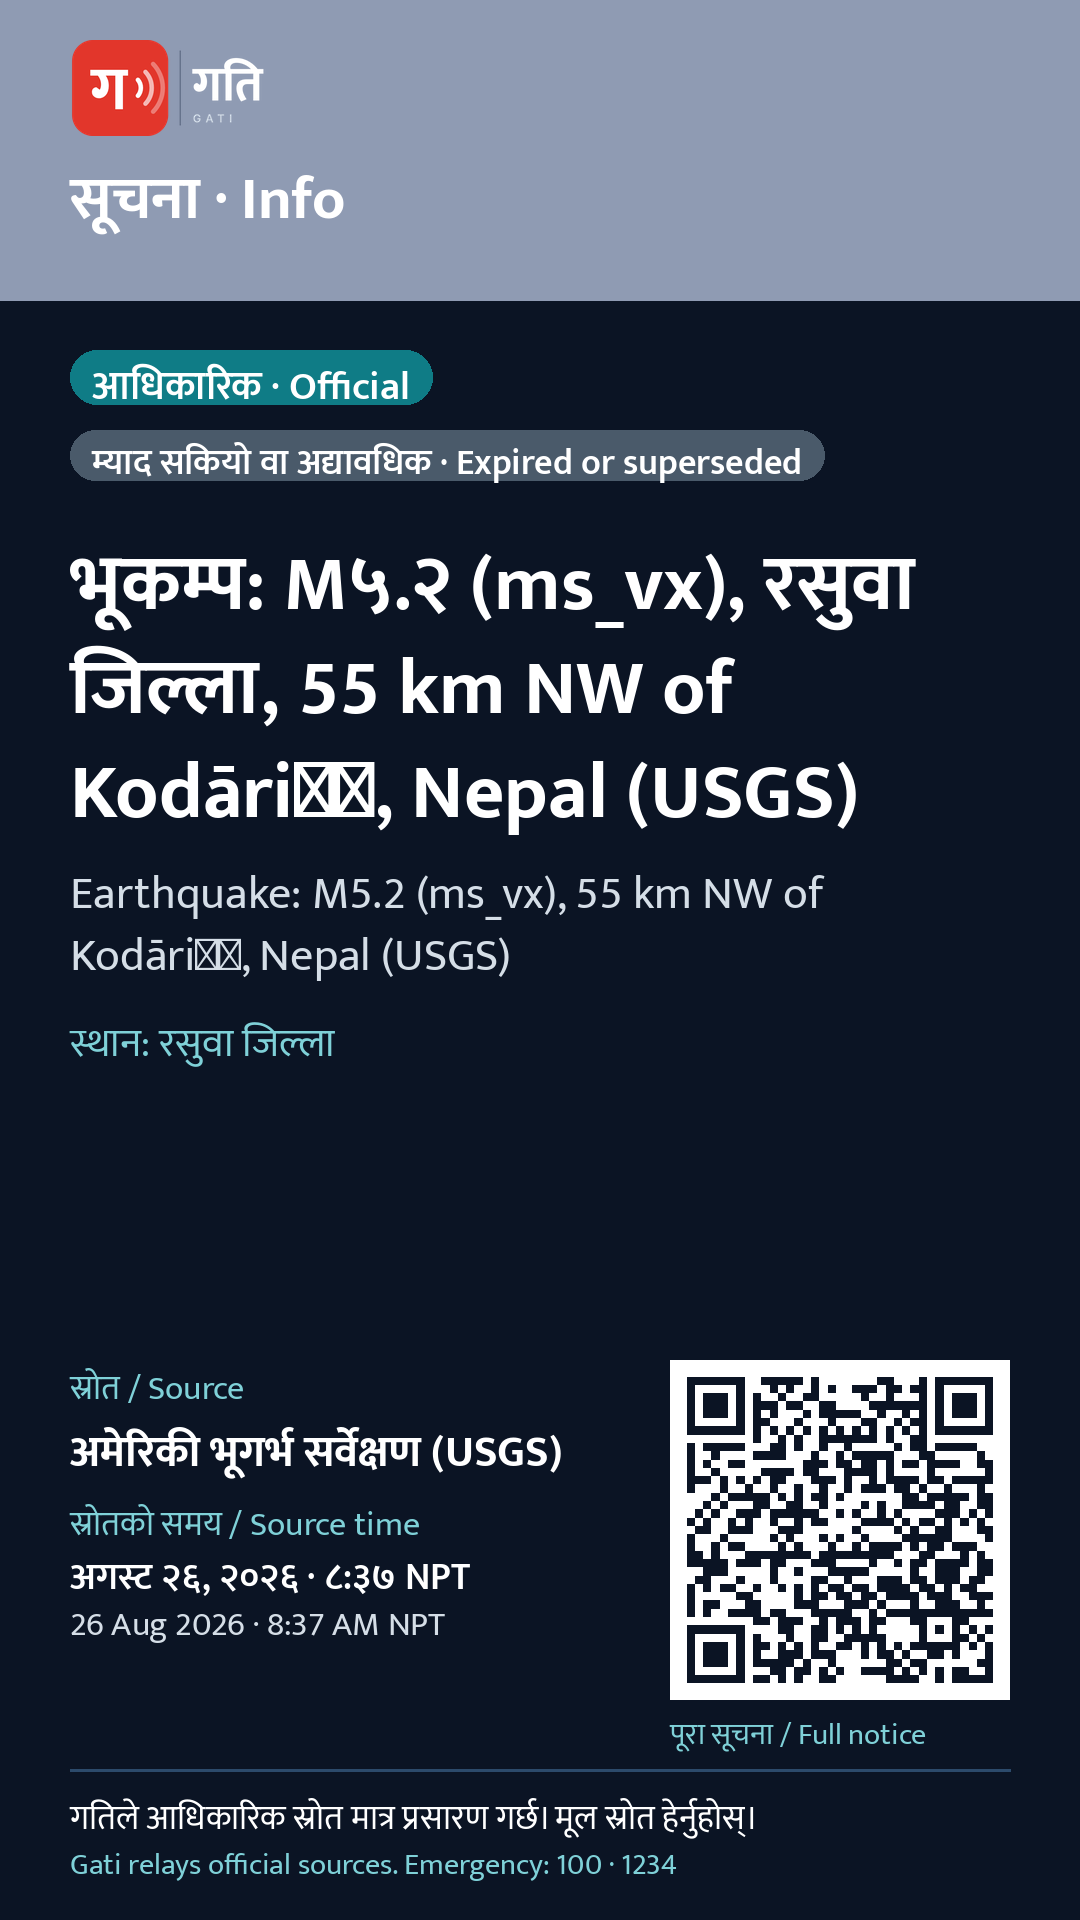 ग
गति
GATI
सूचना · Info
आधिकारिक · Official
म्याद सकियो वा अद्यावधिक · Expired or superseded
भूकम्प: M५.२ (ms_vx), रसुवा
जिल्ला, 55 km NW of
Kodāri, Nepal (USGS)
Earthquake: M5.2 (ms_vx), 55 km NW of
Kodāri, Nepal (USGS)
स्थान: रसुवा जिल्ला
स्रोत / Source
अमेरिकी भूगर्भ सर्वेक्षण (USGS)
स्रोतको समय / Source time
अगस्ट २६, २०२६ · ८:३७ NPT
26 Aug 2026 · 8:37 AM NPT
पूरा सूचना / Full notice
गतिले आधिकारिक स्रोत मात्र प्रसारण गर्छ। मूल स्रोत हेर्नुहोस्।
Gati relays official sources. Emergency: 100 · 1234